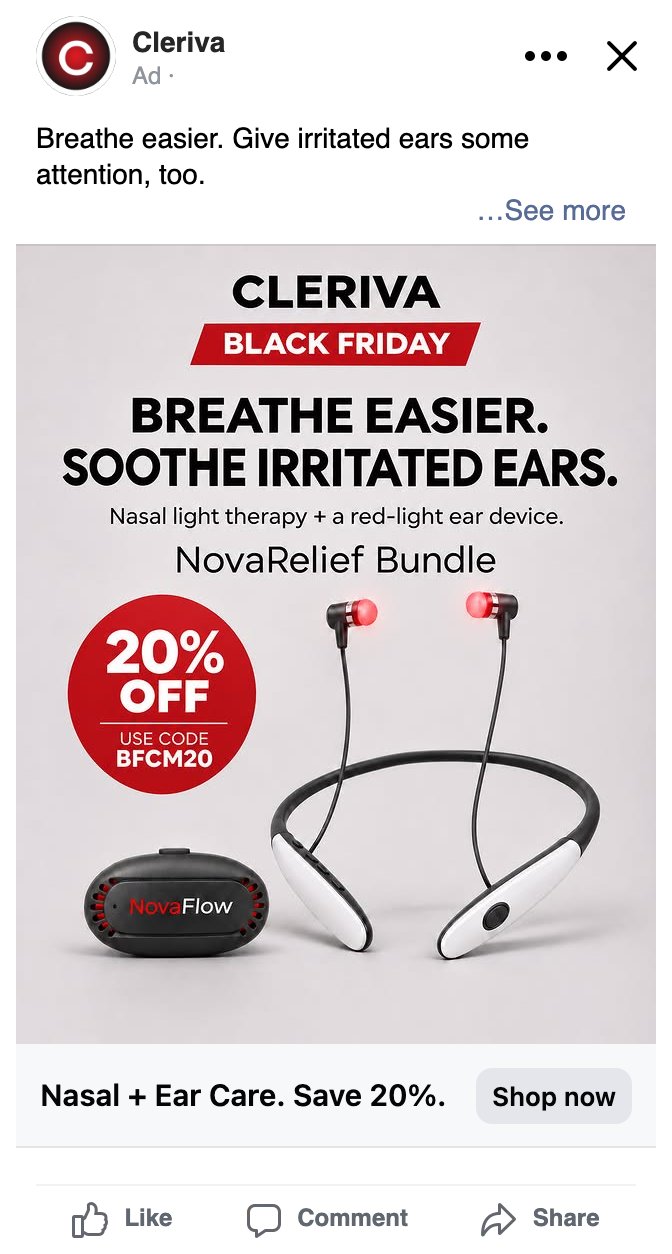 C
Cleriva
Ad ·
Breathe easier. Give irritated ears some
attention, too.
...See more
CLERIVA
BLACK FRIDAY
BREATHE EASIER.
SOOTHE IRRITATED EARS.
Nasal light therapy + a red-light ear device.
NovaRelief Bundle
20%
OFF
USE CODE
BFCM20
NovaFlow
Nasal + Ear Care. Save 20%.
Shop now
Like
Comment
Share